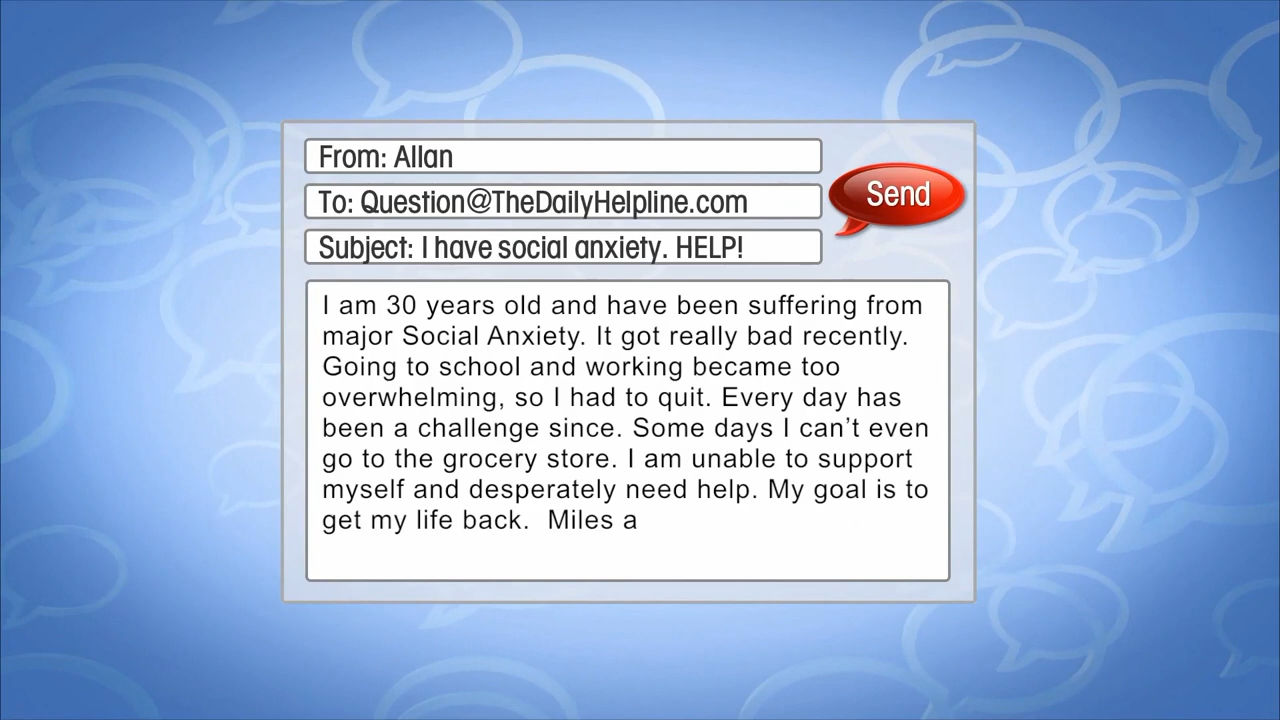 From: Allan
To: Question@TheDailyHelpline.com
Send
Subject: I have social anxiety. HELP!
I am 30 years old and have been suffering from
major Social Anxiety. It got really bad recently.
Going to school and working became too
overwhelming, so I had to quit. Every day has
been a challenge since. Some days I can’t even
go to the grocery store. I am unable to support
myself and desperately need help. My goal is to
get my life back.  Miles a